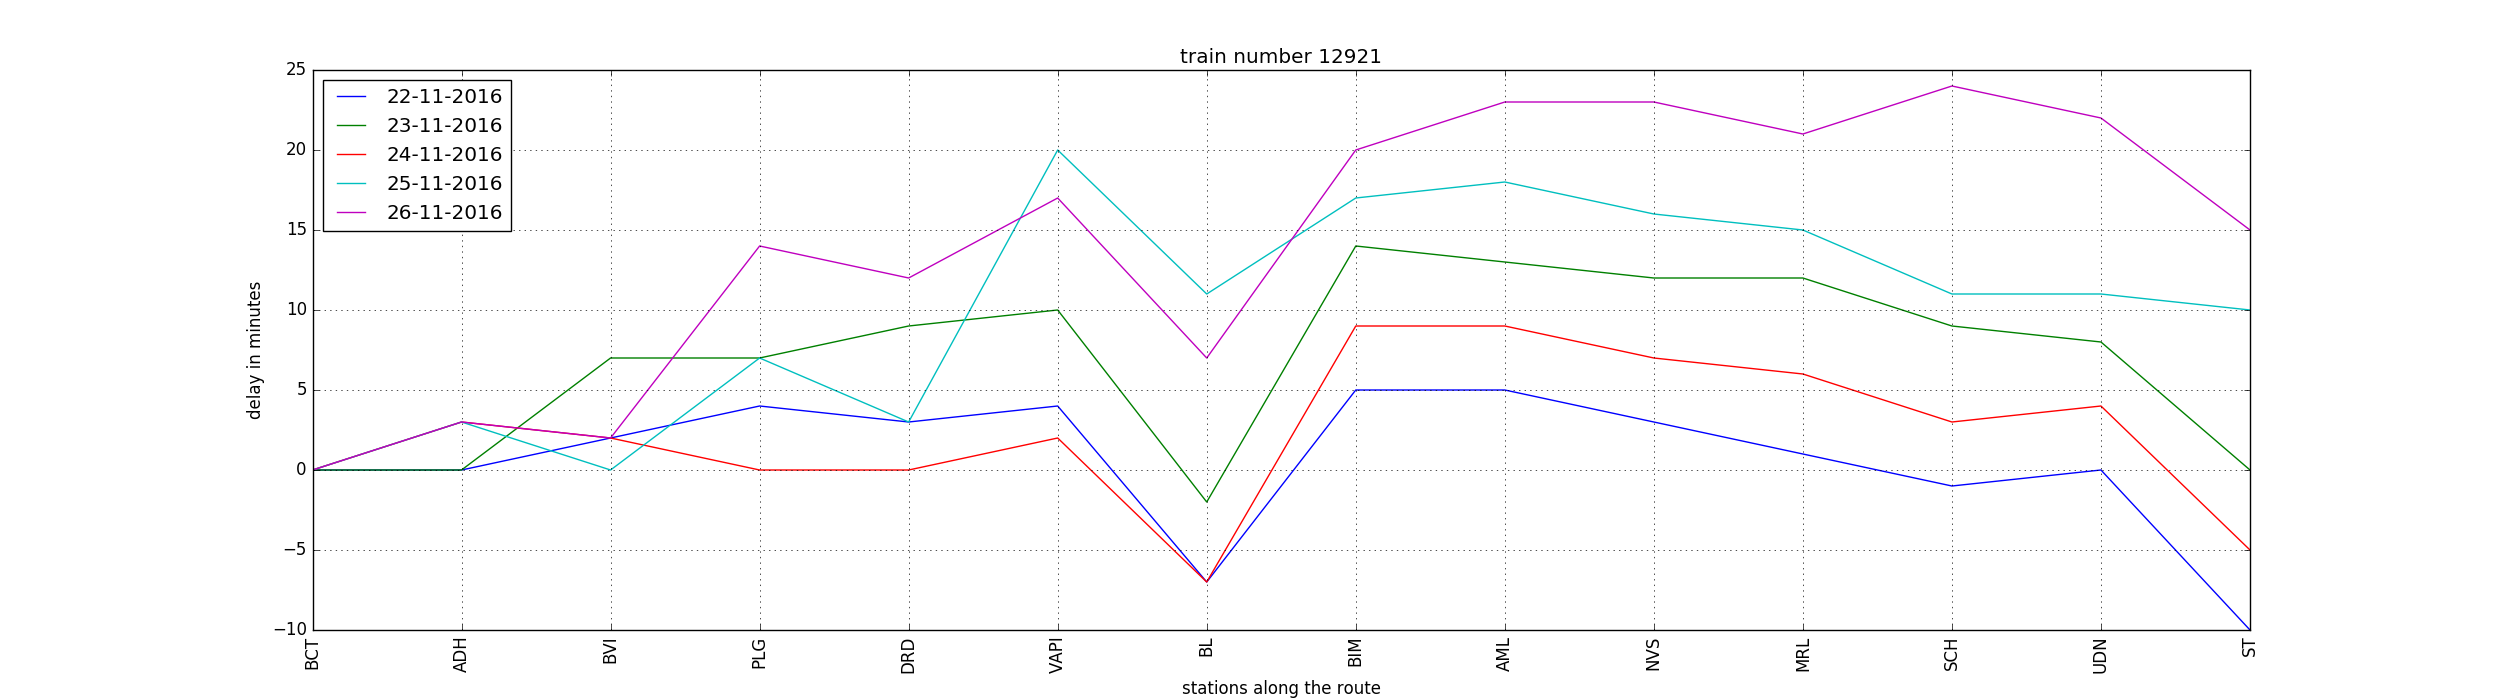 train number 12921
25
20
15
10
5
0
−5
−10
delay in minutes
22-11-2016
23-11-2016
24-11-2016
25-11-2016
26-11-2016
BCT
ADH
BVI
PLG
DRD
VAPI
BL
BIM
AML
NVS
MRL
SCH
UDN
ST
stations along the route